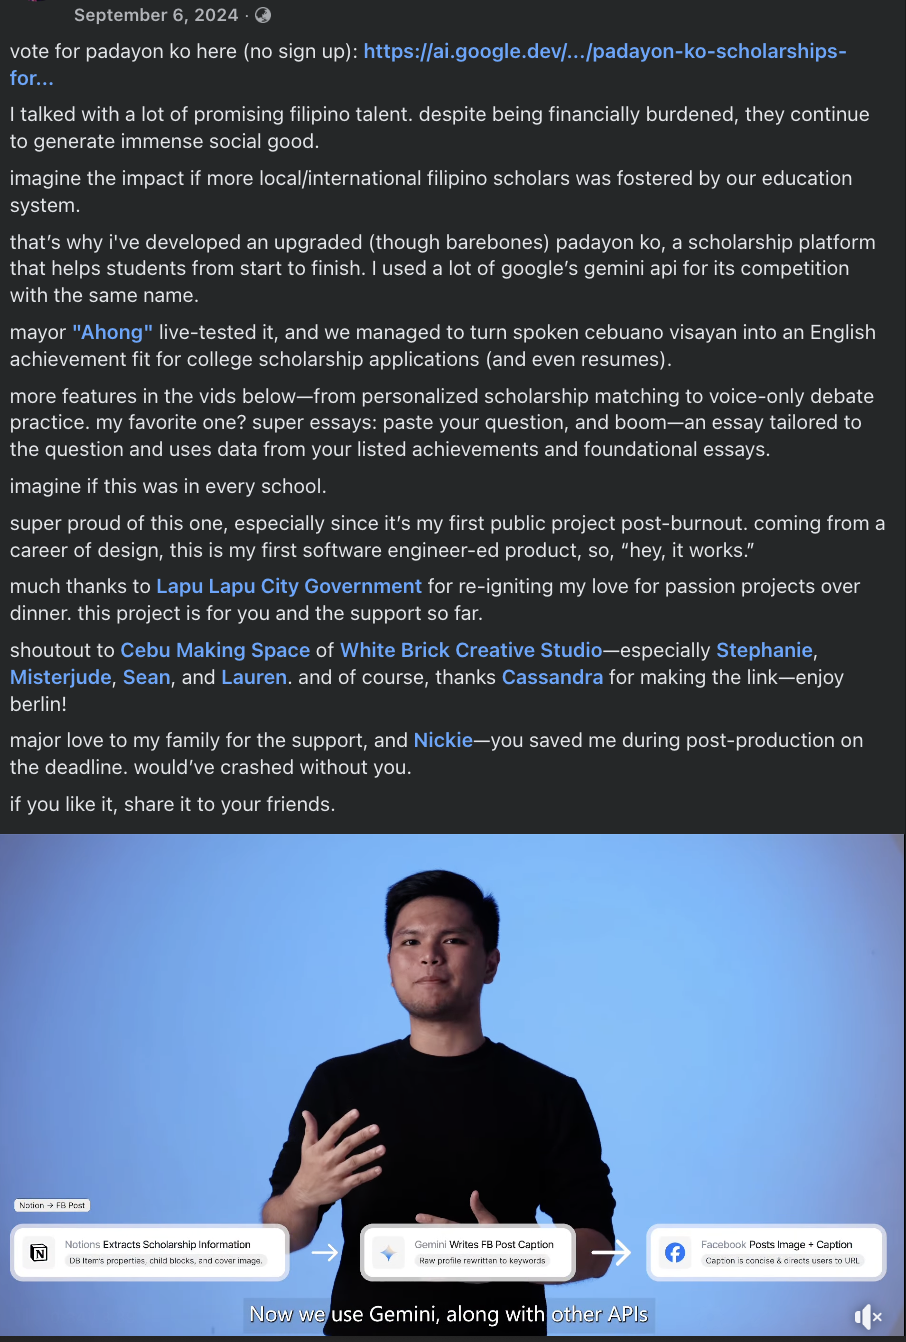 September 6, 2024 ·
vote for padayon ko here (no sign up): https://ai.google.dev/.../padayon-ko-scholarships-
for...
I talked with a lot of promising filipino talent. despite being financially burdened, they continue
to generate immense social good.
imagine the impact if more local/international filipino scholars was fostered by our education
system.
that’s why i've developed an upgraded (though barebones) padayon ko, a scholarship platform
that helps students from start to finish. I used a lot of google’s gemini api for its competition
with the same name.
mayor "Ahong" live-tested it, and we managed to turn spoken cebuano visayan into an English
achievement fit for college scholarship applications (and even resumes).
more features in the vids below—from personalized scholarship matching to voice-only debate
practice. my favorite one? super essays: paste your question, and boom—an essay tailored to
the question and uses data from your listed achievements and foundational essays.
imagine if this was in every school.
super proud of this one, especially since it’s my first public project post-burnout. coming from a
career of design, this is my first software engineer-ed product, so, “hey, it works.”
much thanks to Lapu Lapu City Government for re-igniting my love for passion projects over
dinner. this project is for you and the support so far.
shoutout to Cebu Making Space of White Brick Creative Studio—especially Stephanie,
Misterjude, Sean, and Lauren. and of course, thanks Cassandra for making the link—enjoy
berlin!
major love to my family for the support, and Nickie—you saved me during post-production on
the deadline. would’ve crashed without you.
if you like it, share it to your friends.
Notion → FB Post
Notions Extracts Scholarship Information
DB Item's properties, child blocks, and cover image.
Gemini Writes FB Post Caption
Raw profile rewritten to keywords
Facebook Posts Image + Caption
Caption is concise & directs users to URL
Now we use Gemini, along with other APIs